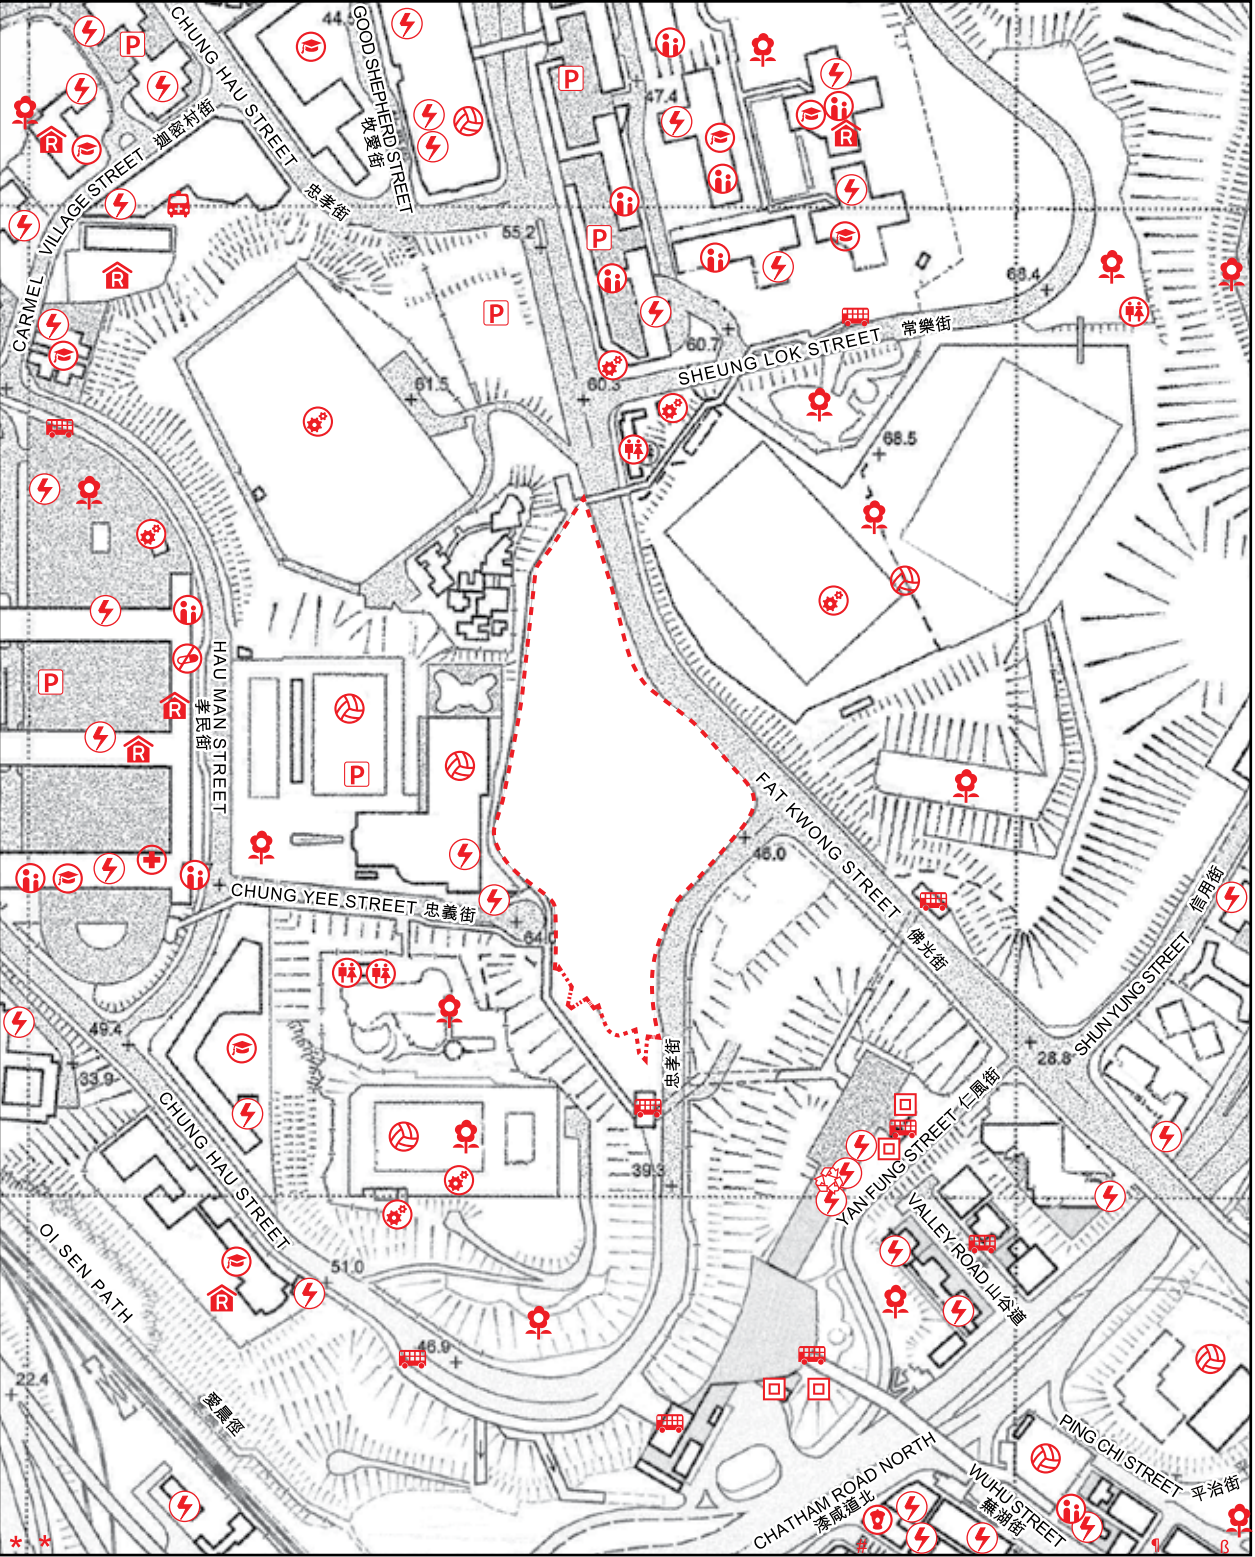 CHUNG HAU STREET
忠孝街
44.5
GOOD SHEPHERD STREET
牧愛街
P
P
47.4
CARMEL VILLAGE STREET 迦密村街
R
R
R
55.2
P
P
68.4
60.7
SHEUNG LOK STREET 常樂街
61.5
60.3
68.5
P
HAU MAN STREET
孝民街
R
R
P
FAT KWONG STREET 佛光街
46.0
CHUNG YEE STREET 忠義街
信用街
SHUN YUNG STREET
49.4
33.9
28.8
忠孝街
CHUNG HAU STREET
39.3
YAN FUNG STREET 仁風街
VALLEY ROAD 山谷道
OI SEN PATH
愛晨徑
R
51.0
46.9
22.4
CHATHAM ROAD NORTH
漆咸道北
WUHU STREET
蕪湖街
PING CHI STREET 平治街
* *
#
¶
ß